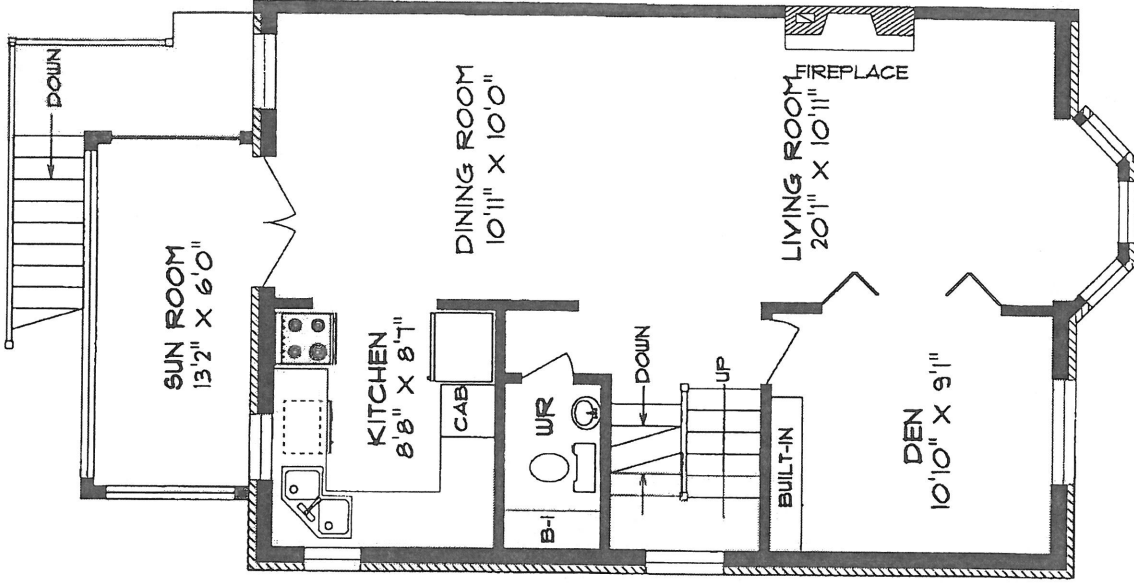 DOWN
SUN ROOM
13'2" X 6'0"
KITCHEN
8'8" X 8'7"
CAB
DINING ROOM
10'11" X 10'0"
WR
B-I
DOWN
UP
FIREPLACE
LIVING ROOM
20'1" X 10'11"
BUILT-IN
DEN
10'10" X 9'1"